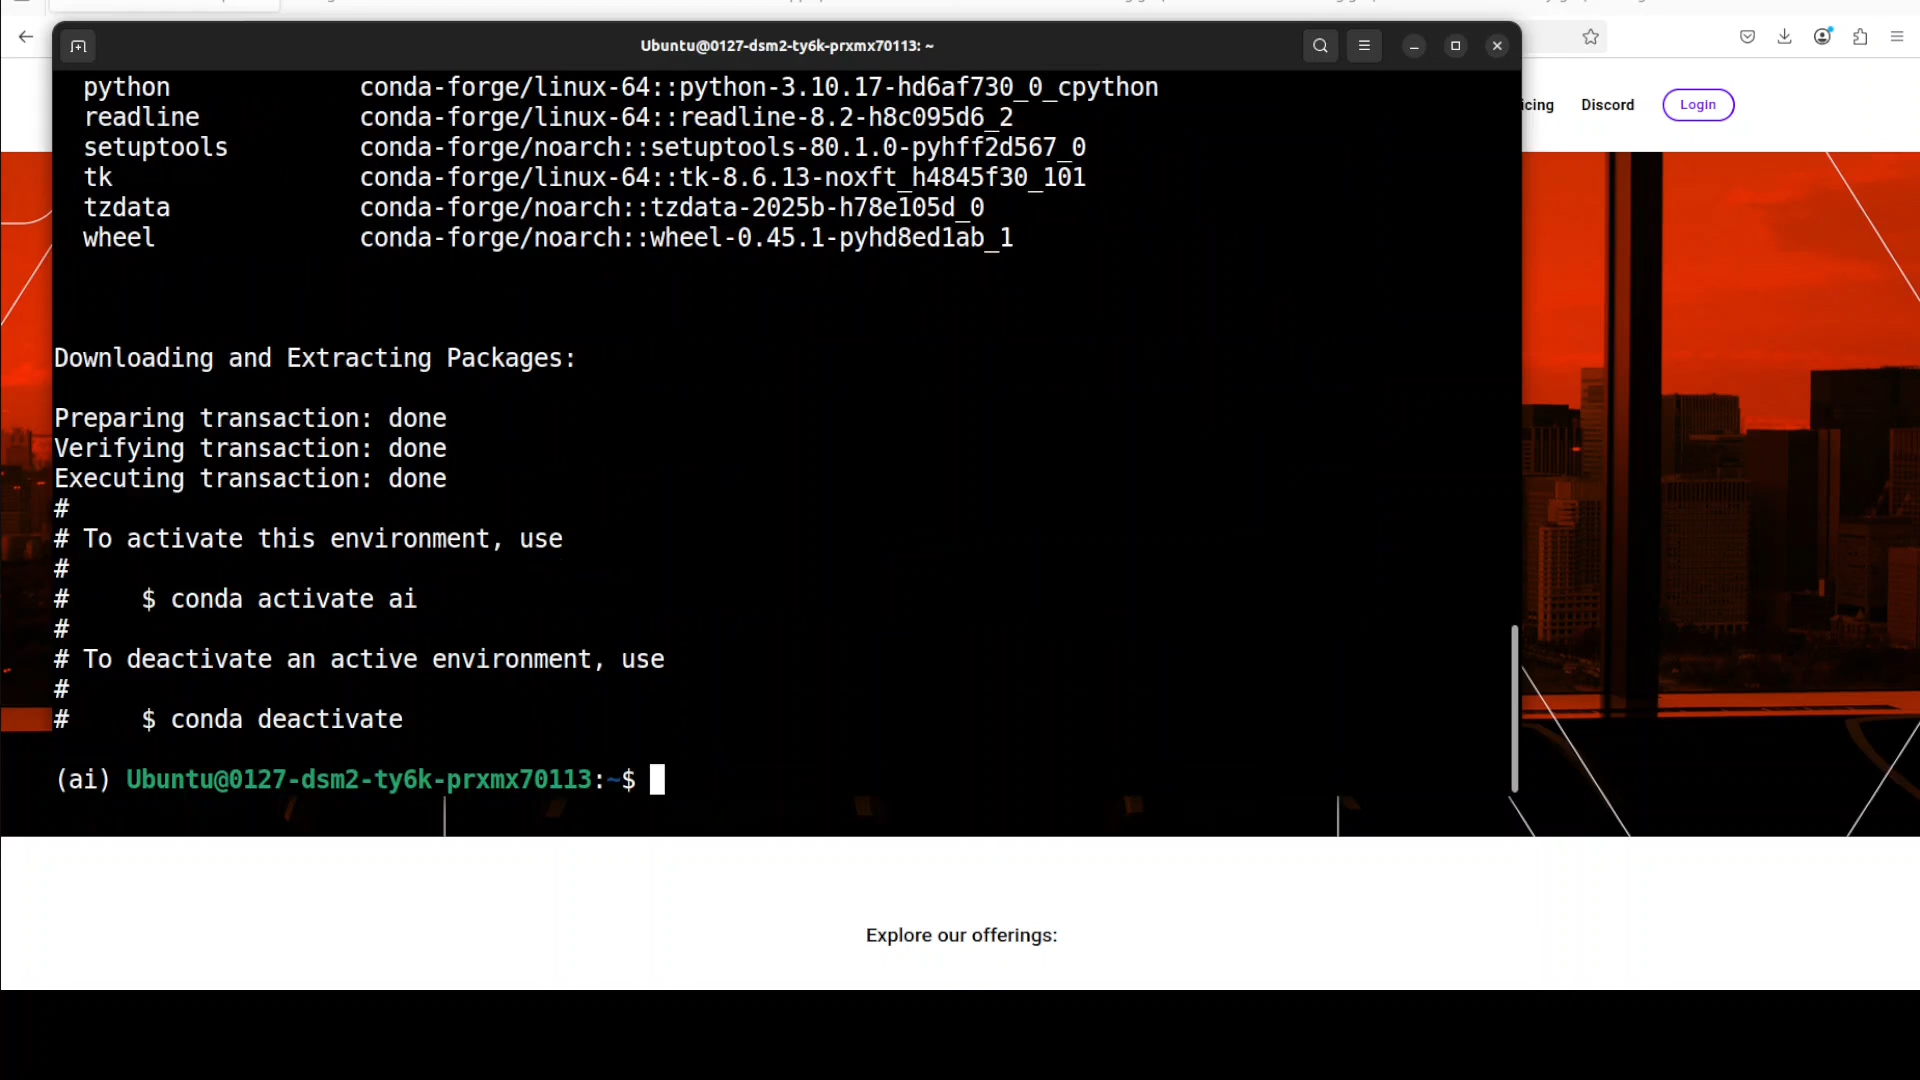 Ubuntu@0127-dsm2-ty6k-prxmx70113: ~
python conda-forge/linux-64::python-3.10.17-hd6af730_0_cpython
readline conda-forge/linux-64::readline-8.2-h8c095d6_2
setuptools conda-forge/noarch::setuptools-80.1.0-pyhff2d567_0
tk conda-forge/linux-64::tk-8.6.13-noxft_h4845f30_101
tzdata conda-forge/noarch::tzdata-2025b-h78e105d_0
wheel conda-forge/noarch::wheel-0.45.1-pyhd8ed1ab_1
Downloading and Extracting Packages:
Preparing transaction: done
Verifying transaction: done
Executing transaction: done
#
# To activate this environment, use
#
# $ conda activate ai
#
# To deactivate an active environment, use
#
# $ conda deactivate
(ai) Ubuntu@0127-dsm2-ty6k-prxmx70113:~$
icing Discord Login
Explore our offerings: